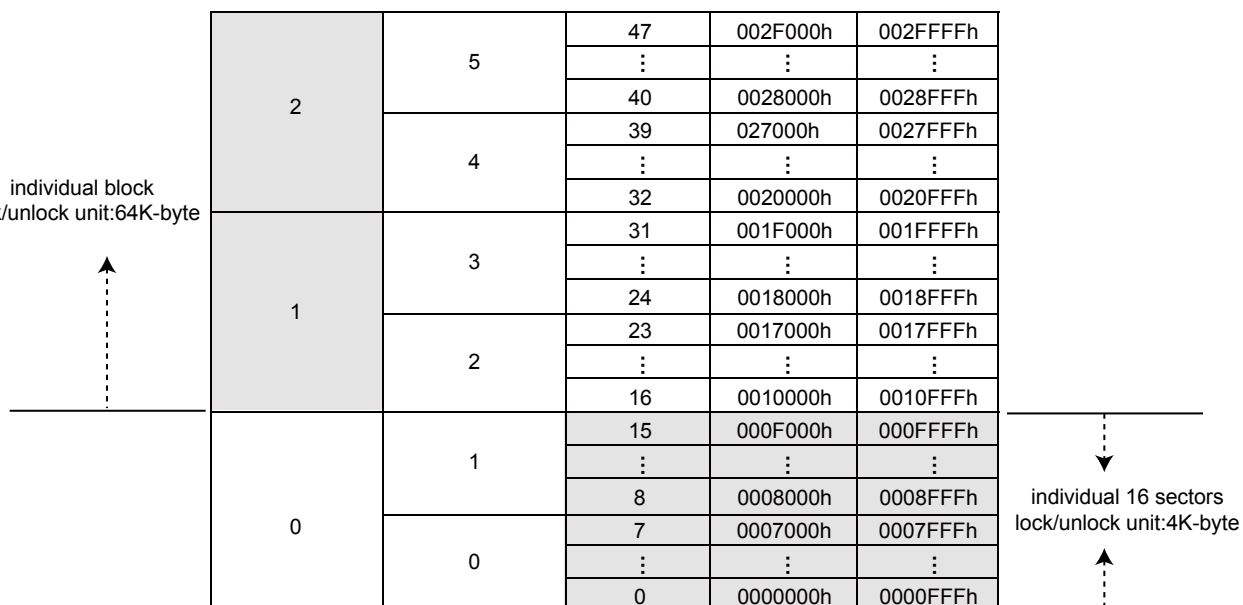 47 002F000h 002FFFFh
5
⋮ ⋮ ⋮
40 0028000h 0028FFFh
2
39 027000h 0027FFFh
4
⋮ ⋮ ⋮
32 0020000h 0020FFFh
individual block
/unlock unit:64K-byte
31 001F000h 001FFFFh
3
⋮ ⋮ ⋮
24 0018000h 0018FFFh
1
23 0017000h 0017FFFh
2
⋮ ⋮ ⋮
16 0010000h 0010FFFh
15 000F000h 000FFFFh
1
⋮ ⋮ ⋮
8 0008000h 0008FFFh
individual 16 sectors
lock/unlock unit:4K-byte
0
7 0007000h 0007FFFh
0
⋮ ⋮ ⋮
0 0000000h 0000FFFh